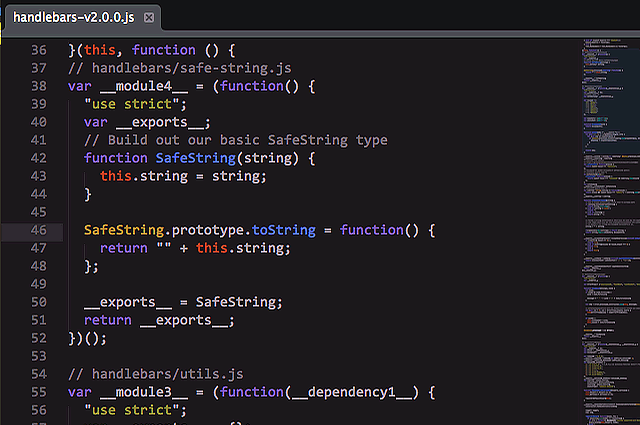 handlebars-v2.0.0.js
36 }(this, function () {
37 // handlebars/safe-string.js
38 var __module4__ = (function() {
39 "use strict";
40 var __exports__;
41 // Build out our basic SafeString type
42 function SafeString(string) {
43 this.string = string;
44 }
45
46 SafeString.prototype.toString = function() {
47 return "" + this.string;
48 };
49
50 __exports__ = SafeString;
51 return __exports__;
52 })();
53
54 // handlebars/utils.js
55 var __module3__ = (function(__dependency1__) {
56 "use strict";